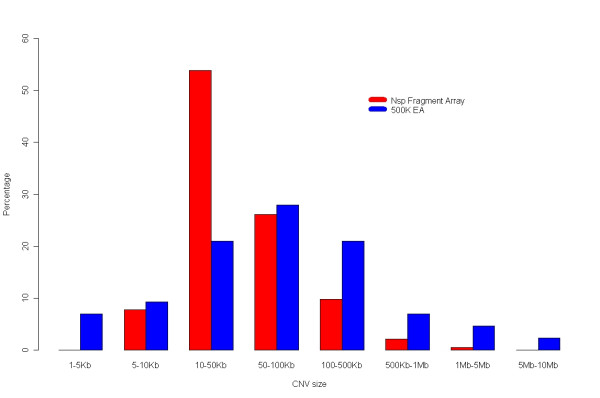 60
50
40
30
20
10
0
Percentage
Nsp Fragment Array
500K EA
1-5Kb 5-10Kb 10-50Kb 50-100Kb 100-500Kb 500Kb-1Mb 1Mb-5Mb 5Mb-10Mb
CNV size